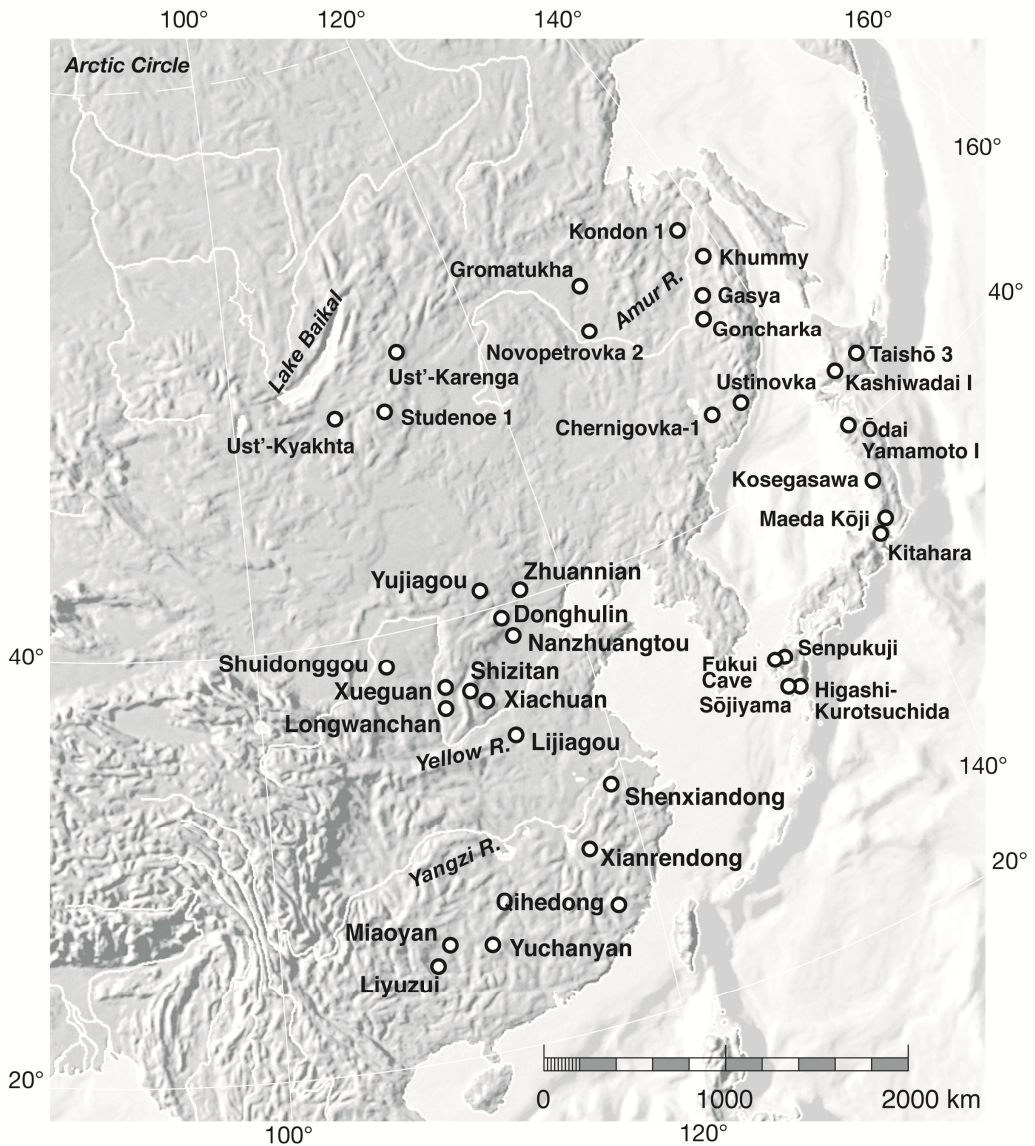 100° 120° 140° 160°
Arctic Circle
160°
Kondon 1
Khummy
Gromatukha
Amur R.
Gasya
40°
Lake Baikal
Goncharka
Novopetrovka 2
Taishō 3
Ust’-Karenga
Ustinovka
Kashiwadai I
Studenoe 1
Chernigovka-1
Ōdai
Yamamoto I
Ust’-Kyakhta
Kosegasawa
Maeda Kōji
Kitahara
Yujiagou
Zhuannian
Donghulin
Nanzhuangtou
Senpukuji
40°
Shuidonggou
Shizitan
Fukui
Cave
Xueguan
Xiachuan
Sōjiyama
Higashi-
Kurotsuchida
Longwanchan
Lijiagou
Yellow R.
140°
Shenxiandong
Yangzi R.
Xianrendong
20°
Qihedong
Miaoyan
Yuchanyan
Liyuzui
20°
0 1000 2000 km
100° 120°